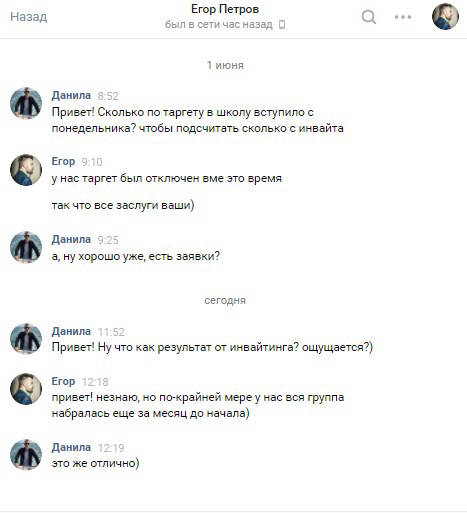 Назад
Егор Петров
был в сети час назад
1 июня
Данила 8:52
Привет! Сколько по таргету в школу вступило с
понедельника? чтобы подсчитать сколько с инвайта
Егор 9:10
у нас таргет был отключен вме это время
так что все заслуги ваши)
Данила 9:25
а, ну хорошо уже, есть заявки?
сегодня
Данила 11:52
Привет! Ну что как результат от инвайтинга? ощущается?)
Егор 12:18
привет! незнаю, но по-крайней мере у нас вся группа
набралась еще за месяц до начала)
Данила 12:19
это же отлично)